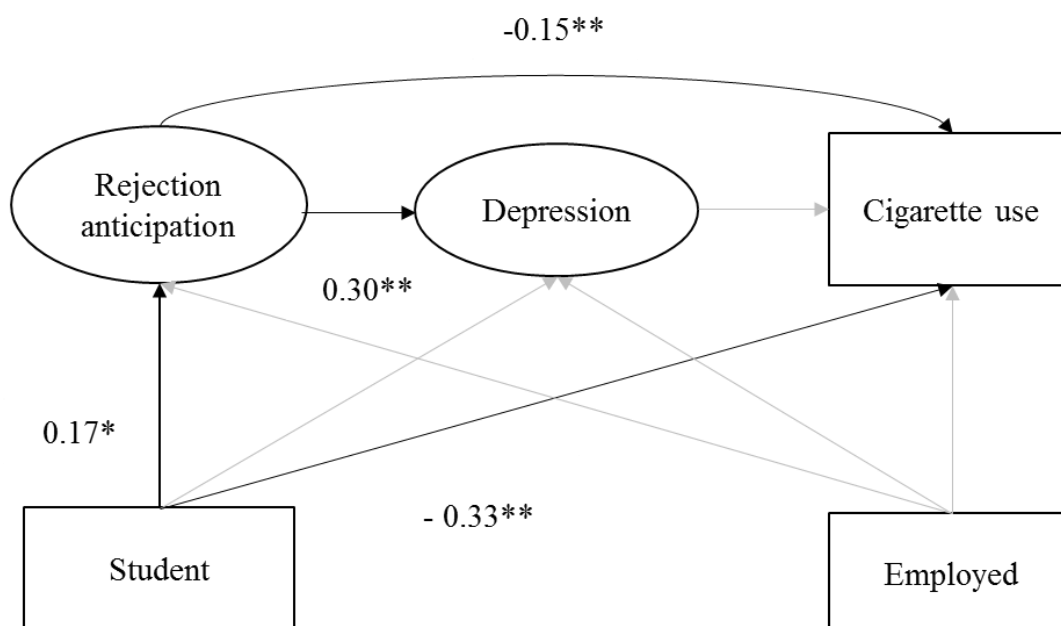 -0.15**
Rejection
anticipation
Depression
Cigarette use
0.30**
0.17*
- 0.33**
Student
Employed